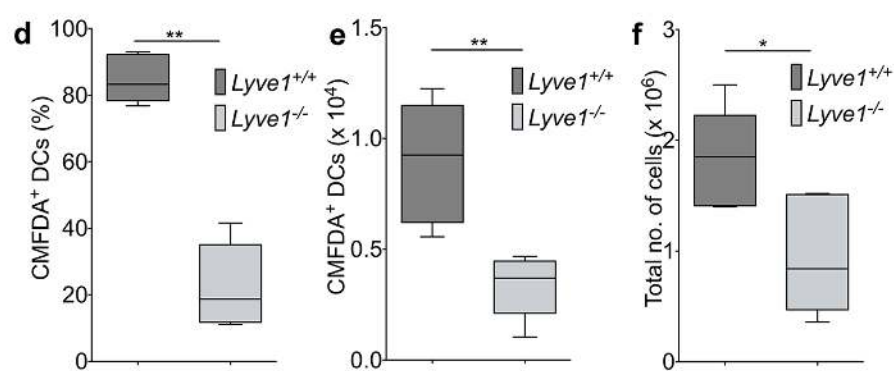 d
CMFDA⁺ DCs (%)
100
80
60
40
20
0
**
Lyve1⁺/⁺
Lyve1⁻/⁻
e
CMFDA⁺ DCs (x 10⁴)
1.5
1.0
0.5
0.0
**
Lyve1⁺/⁺
Lyve1⁻/⁻
f
Total no. of cells (x 10⁶)
3
2
1
0
*
Lyve1⁺/⁺
Lyve1⁻/⁻